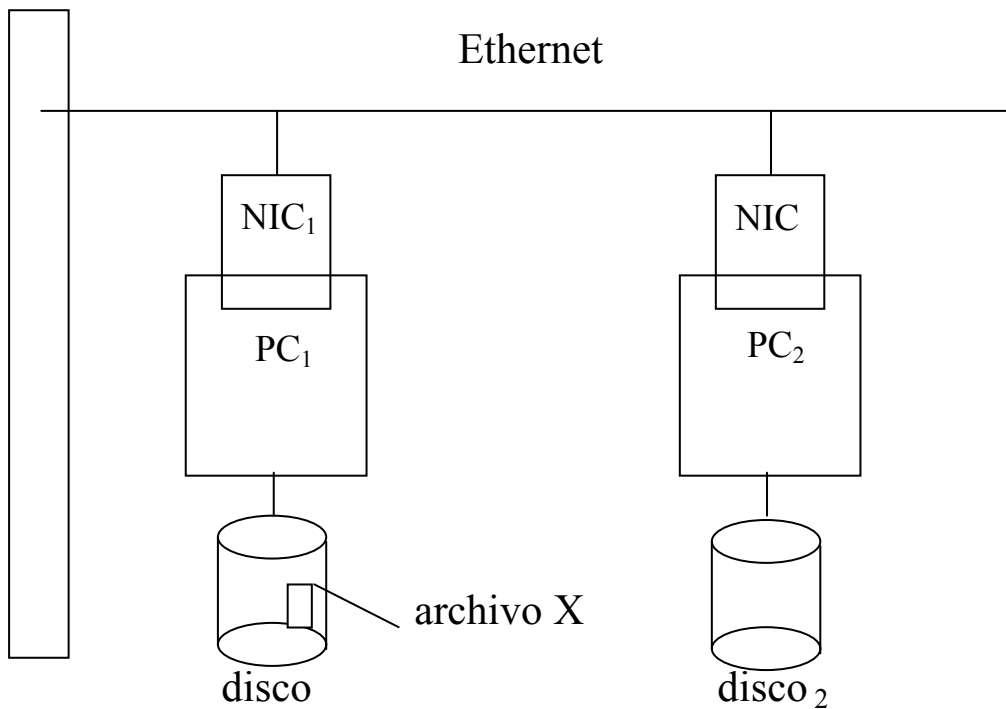 Ethernet
NIC₁
NIC
PC₁
PC₂
archivo X
disco
disco ₂